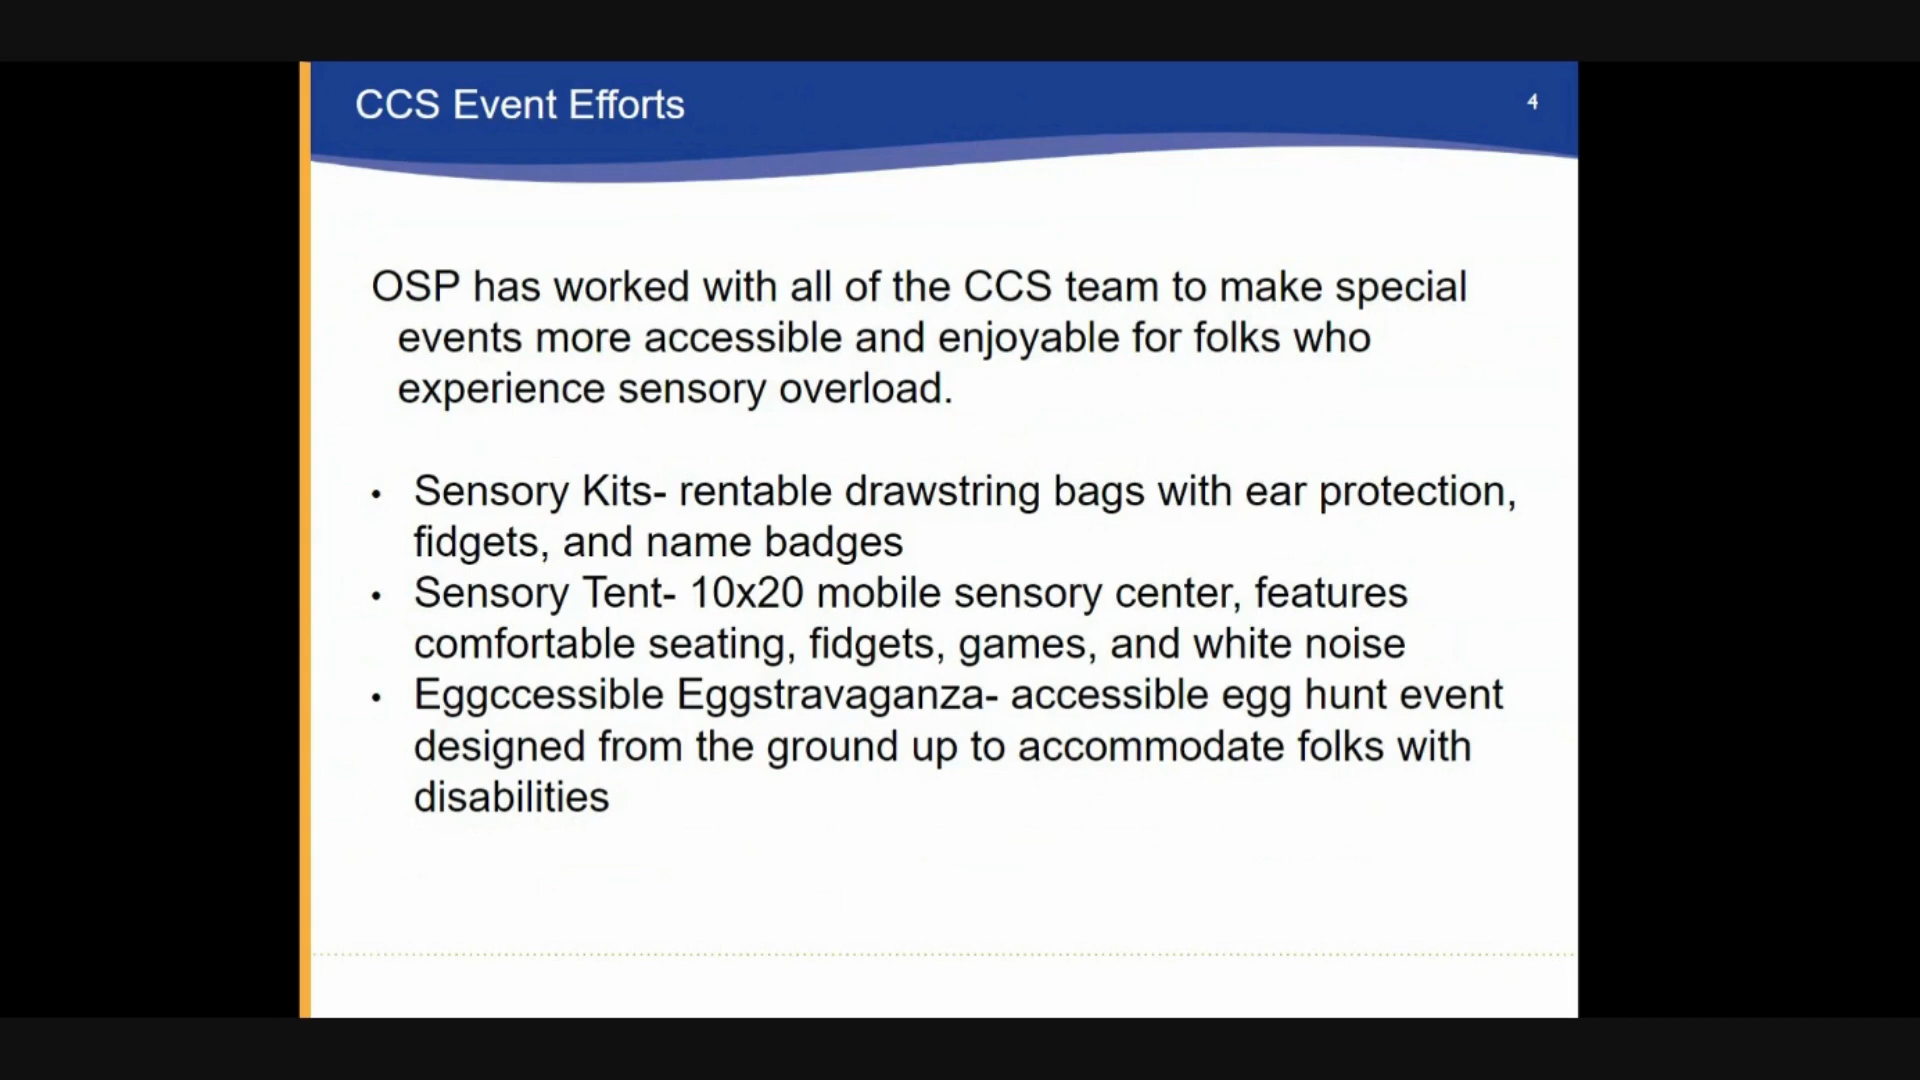 CCS Event Efforts
4
OSP has worked with all of the CCS team to make special
events more accessible and enjoyable for folks who
experience sensory overload.
• Sensory Kits- rentable drawstring bags with ear protection,
fidgets, and name badges
• Sensory Tent- 10x20 mobile sensory center, features
comfortable seating, fidgets, games, and white noise
• Eggccessible Eggstravaganza- accessible egg hunt event
designed from the ground up to accommodate folks with
disabilities